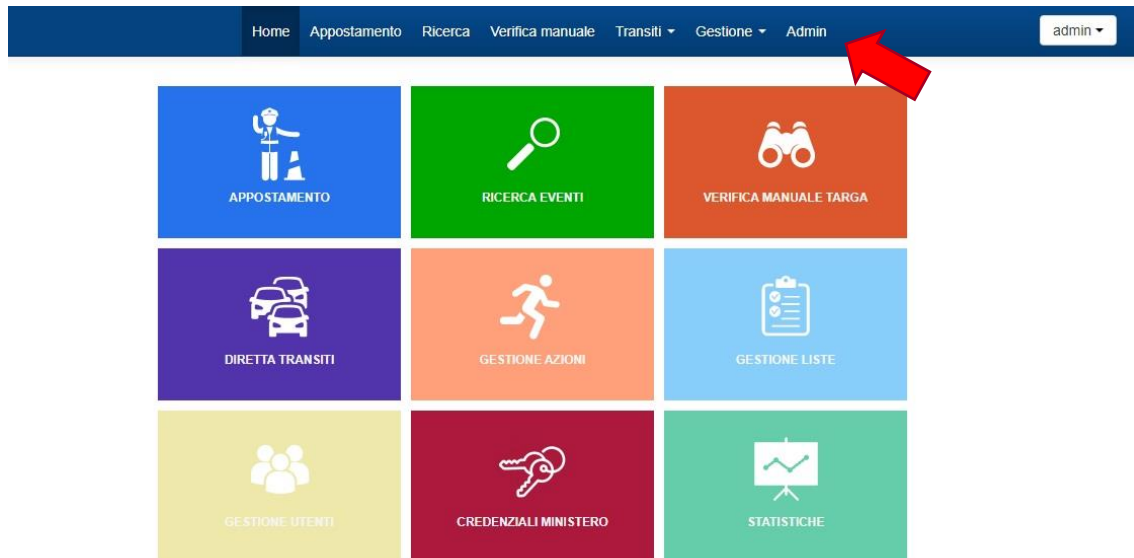 Home Appostamento Ricerca Verifica manuale Transiti Gestione Admin admin
APPOSTAMENTO RICERCA EVENTI VERIFICA MANUALE TARGA
DIRETTA TRANSITI GESTIONE AZIONI GESTIONE LISTE
GESTIONE UTENTI CREDENZIALI MINISTERO STATISTICHE